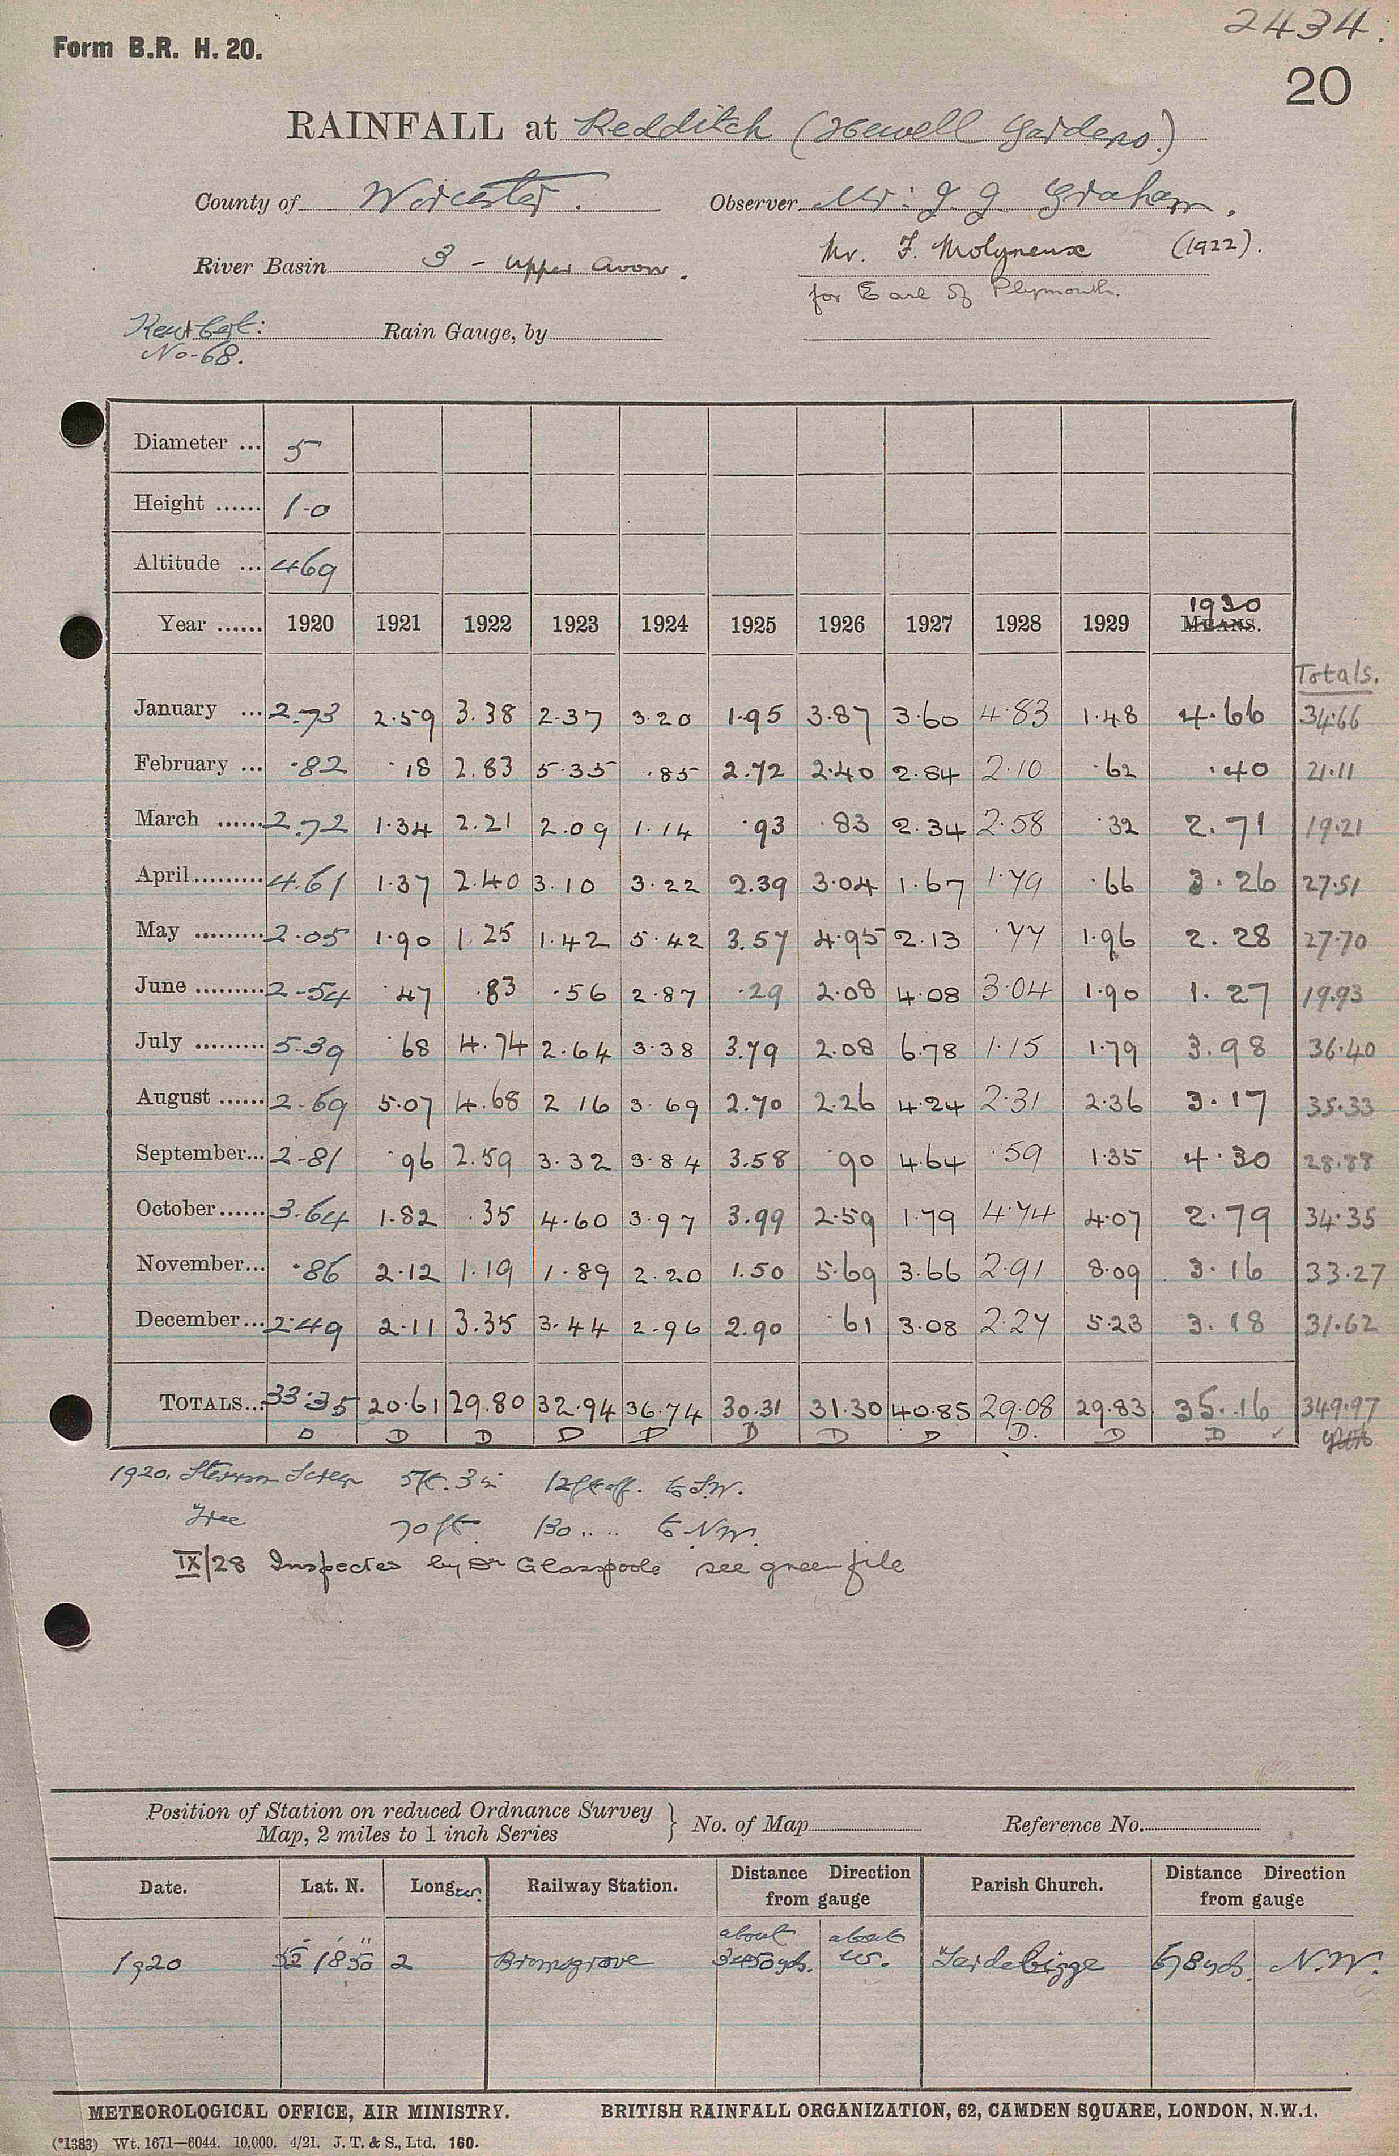 2434.
Form B.R. H. 20.
20
RAINFALL at Redditch (Hewell Gardens.)
County of Worcester. Observer Mr: J J Graham.
River Basin 3 - Upper Avon. Mr. F. Molyneux (1922).
for Earl of Plymouth.
Kew Cert: Rain Gauge, by
No-68.
Diameter ... 5
Height ...... 1.0
Altitude ... 469
Year ...... 1920 1921 1922 1923 1924 1925 1926 1927 1928 1929 MEANS. 1930
Totals.
January ... 2.73 2.59 3.38 2.37 3.20 1.95 3.87 3.60 4.83 1.48 4.66 34.66
February ... .82 .18 2.83 5.35 .85 2.72 2.40 2.84 2.10 .62 .40 21.11
March ...... 2.72 1.34 2.21 2.09 1.14 .93 .83 2.34 2.58 .32 2.71 19.21
April......... 4.61 1.37 2.40 3.10 3.22 2.39 3.04 1.67 1.79 .66 3.26 27.51
May ......... 2.05 1.90 1.25 1.42 5.42 3.57 4.95 2.13 .77 1.96 2.28 27.70
June ......... 2.54 .47 .83 .56 2.87 .29 2.08 4.08 3.04 1.90 1.27 19.93
July ......... 5.39 .68 4.74 2.64 3.38 3.79 2.08 6.78 1.15 1.79 3.98 36.40
August ...... 2.69 5.07 4.68 2.16 3.69 2.70 2.26 4.24 2.31 2.36 3.17 35.33
September... 2.81 .96 2.59 3.32 3.84 3.58 .90 4.64 .59 1.35 4.30 28.88
October...... 3.64 1.82 .35 4.60 3.97 3.99 2.59 1.79 4.74 4.07 2.79 34.35
November... .86 2.12 1.19 1.89 2.20 1.50 5.69 3.66 2.91 8.09 3.16 33.27
December... 2.49 2.11 3.35 3.44 2.96 2.90 .61 3.08 2.27 5.23 3.18 31.62
TOTALS... 33.35 20.61 29.80 32.94 36.74 30.31 31.30 40.85 29.08 29.83 35.16 349.97
D D D D D D D D D. D D
1920. Stevenson Screen 5ft. 3in 12ft off. to S.W.
Tree 70ft. 130 .. .. to N.W.
IX/28 Inspected by Dr Glasspoole see green file
Position of Station on reduced Ordnance Survey
Map, 2 miles to 1 inch Series } No. of Map Reference No.
Date. Lat. N. Long W. Railway Station. Distance Direction from gauge Parish Church. Distance Direction from gauge
1920 52° 18' 50" 2 Bromsgrove about 3450 yds. about W. Tardebigge 678 yds. N.W.
METEOROLOGICAL OFFICE, AIR MINISTRY. BRITISH RAINFALL ORGANIZATION, 62, CAMDEN SQUARE, LONDON, N.W.1.
(*1383) Wt. 1671—6044. 10,000. 4/21. J. T. & S., Ltd. 160.